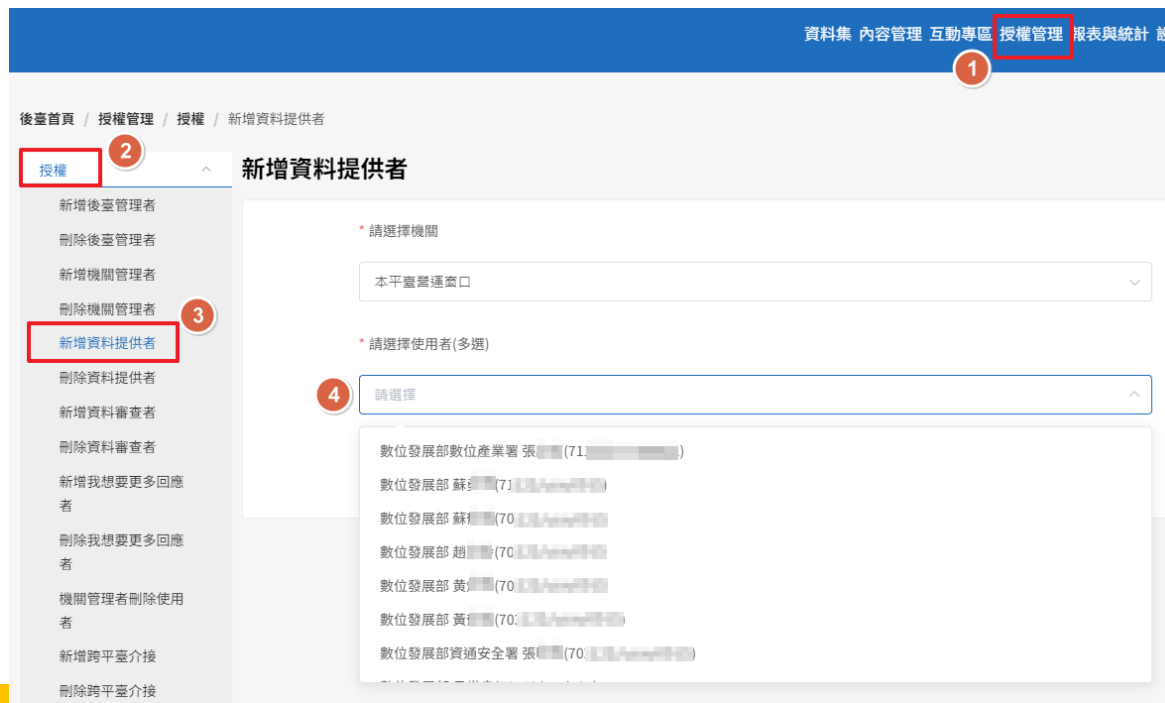 資料集 內容管理 互動專區 授權管理 報表與統計
1
後臺首頁 / 授權管理 / 授權 / 新增資料提供者
2
授權
新增資料提供者
新增後臺管理者
刪除後臺管理者
新增機關管理者
刪除機關管理者
3
新增資料提供者
刪除資料提供者
新增資料審查者
刪除資料審查者
新增我想要更多回應
者
刪除我想要更多回應
者
機關管理者刪除使用
者
新增跨平臺介接
刪除跨平臺介接
* 請選擇機關
本平臺營運窗口
* 請選擇使用者(多選)
4
請選擇
數位發展部數位產業署 張 (71 )
數位發展部 蘇 (71 )
數位發展部 蘇 (70
數位發展部 趙 (70
數位發展部 黃 (70
數位發展部 黃 (70 )
數位發展部資通安全署 張 (70 )